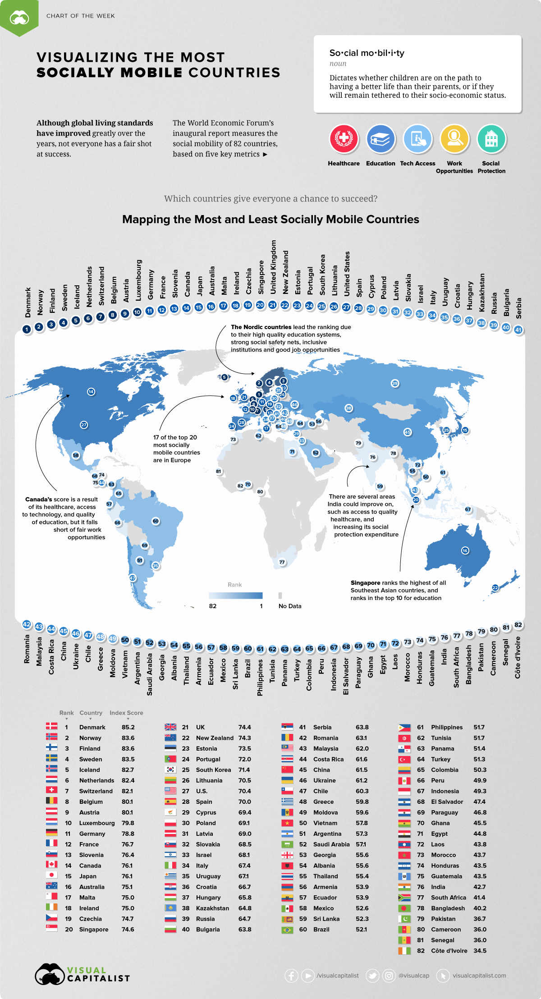 CHART OF THE WEEK
VISUALIZING THE MOST
SOCIALLY MOBILE COUNTRIES
So•cial mo•bil•i•ty
noun
Dictates whether children are on the path to
having a better life than their parents, or if they
will remain tethered to their socio-economic status.
Although global living standards
have improved greatly over the
years, not everyone has a fair shot
at success.
The World Economic Forum's
inaugural report measures the
social mobility of 82 countries,
based on five key metrics ►
Healthcare
Education
Tech Access
Work
Opportunities
Social
Protection
Which countries give everyone a chance to succeed?
Mapping the Most and Least Socially Mobile Countries
Denmark 1
Norway 2
Finland 3
Sweden 4
Iceland 5
Netherlands 6
Switzerland 7
Belgium 8
Austria 9
Luxembourg 10
Germany 11
France 12
Slovenia 13
Canada 14
Japan 15
Australia 16
Malta 17
Ireland 18
Czechia 19
Singapore 20
United Kingdom 21
New Zealand 22
Estonia 23
Portugal 24
South Korea 25
Lithuania 26
United States 27
Spain 28
Cyprus 29
Poland 30
Latvia 31
Slovakia 32
Israel 33
Italy 34
Uruguay 35
Croatia 36
Hungary 37
Kazakhstan 38
Russia 39
Bulgaria 40
Serbia 41
The Nordic countries lead the ranking due
to their high quality education systems,
strong social safety nets, inclusive
institutions and good job opportunities
17 of the top 20
most socially
mobile countries
are in Europe
Canada's score is a result
of its healthcare, access
to technology, and quality
of education, but it falls
short of fair work
opportunities
There are several areas
India could improve on,
such as access to quality
healthcare, and
increasing its social
protection expenditure
Singapore ranks the highest of all
Southeast Asian countries, and
ranks in the top 10 for education
Rank
82 1
No Data
42 Romania
43 Malaysia
44 Costa Rica
45 China
46 Ukraine
47 Chile
48 Greece
49 Moldova
50 Vietnam
51 Argentina
52 Saudi Arabia
53 Georgia
54 Albania
55 Thailand
56 Armenia
57 Ecuador
58 Mexico
59 Sri Lanka
60 Brazil
61 Philippines
62 Tunisia
63 Panama
64 Turkey
65 Colombia
66 Peru
67 Indonesia
68 El Salvador
69 Paraguay
70 Ghana
71 Egypt
72 Laos
73 Morocco
74 Honduras
75 Guatemala
76 India
77 South Africa
78 Bangladesh
79 Pakistan
80 Cameroon
81 Senegal
82 Côte d'Ivoire
Rank Country Index Score
1 Denmark 85.2
2 Norway 83.6
3 Finland 83.6
4 Sweden 83.5
5 Iceland 82.7
6 Netherlands 82.4
7 Switzerland 82.1
8 Belgium 80.1
9 Austria 80.1
10 Luxembourg 79.8
11 Germany 78.8
12 France 76.7
13 Slovenia 76.4
14 Canada 76.1
15 Japan 76.1
16 Australia 75.1
17 Malta 75.0
18 Ireland 75.0
19 Czechia 74.7
20 Singapore 74.6
21 UK 74.4
22 New Zealand 74.3
23 Estonia 73.5
24 Portugal 72.0
25 South Korea 71.4
26 Lithuania 70.5
27 U.S. 70.4
28 Spain 70.0
29 Cyprus 69.4
30 Poland 69.1
31 Latvia 69.0
32 Slovakia 68.5
33 Israel 68.1
34 Italy 67.4
35 Uruguay 67.1
36 Croatia 66.7
37 Hungary 65.8
38 Kazakhstan 64.8
39 Russia 64.7
40 Bulgaria 63.8
41 Serbia 63.8
42 Romania 63.1
43 Malaysia 62.0
44 Costa Rica 61.6
45 China 61.5
46 Ukraine 61.2
47 Chile 60.3
48 Greece 59.8
49 Moldova 59.6
50 Vietnam 57.8
51 Argentina 57.3
52 Saudi Arabia 57.1
53 Georgia 55.6
54 Albania 55.6
55 Thailand 55.4
56 Armenia 53.9
57 Ecuador 53.9
58 Mexico 52.6
59 Sri Lanka 52.3
60 Brazil 52.1
61 Philippines 51.7
62 Tunisia 51.7
63 Panama 51.4
64 Turkey 51.3
65 Colombia 50.3
66 Peru 49.9
67 Indonesia 49.3
68 El Salvador 47.4
69 Paraguay 46.8
70 Ghana 45.5
71 Egypt 44.8
72 Laos 43.8
73 Morocco 43.7
74 Honduras 43.5
75 Guatemala 43.5
76 India 42.7
77 South Africa 41.4
78 Bangladesh 40.2
79 Pakistan 36.7
80 Cameroon 36.0
81 Senegal 36.0
82 Côte d'Ivoire 34.5
VISUAL
CAPITALIST
/visualcapitalist @visualcap visualcapitalist.com